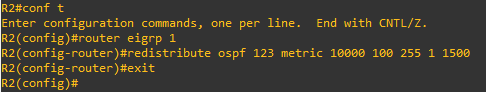 R2#conf t
Enter configuration commands, one per line.  End with CNTL/Z.
R2(config)#router eigrp 1
R2(config-router)#redistribute ospf 123 metric 10000 100 255 1 1500
R2(config-router)#exit
R2(config)#